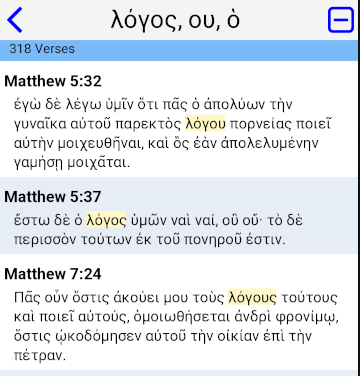 λόγος, ου, ὁ
318 Verses
Matthew 5:32
ἐγὼ δὲ λέγω ὑμῖν ὅτι πᾶς ὁ ἀπολύων τὴν
γυναῖκα αὐτοῦ παρεκτὸς λόγου πορνείας ποιεῖ
αὐτὴν μοιχευθῆναι, καὶ ὃς ἐὰν ἀπολελυμένην
γαμήσῃ μοιχᾶται.
Matthew 5:37
ἔστω δὲ ὁ λόγος ὑμῶν ναὶ ναί, οὒ οὔ· τὸ δὲ
περισσὸν τούτων ἐκ τοῦ πονηροῦ ἐστιν.
Matthew 7:24
Πᾶς οὖν ὅστις ἀκούει μου τοὺς λόγους τούτους
καὶ ποιεῖ αὐτούς, ὁμοιωθήσεται ἀνδρὶ φρονίμῳ,
ὅστις ᾠκοδόμησεν αὐτοῦ τὴν οἰκίαν ἐπὶ τὴν
πέτραν.